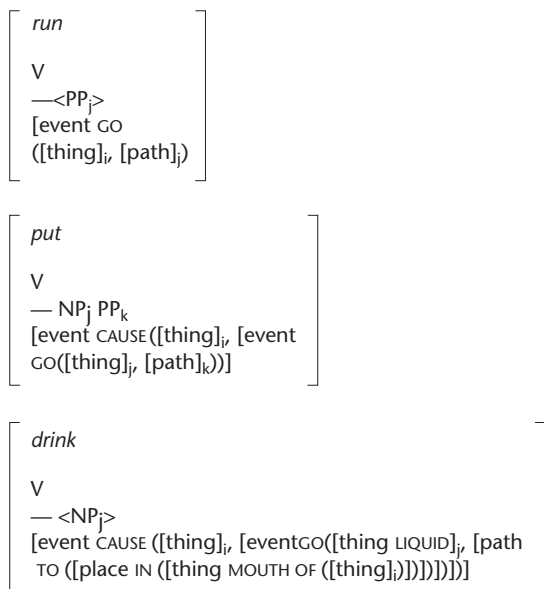 run
V
—<PPj>
[event GO
([thing]i, [path]j)
put
V
— NPj PPk
[event CAUSE([thing]i, [event
GO([thing]j, [path]k))]
drink
V
— <NPj>
[event CAUSE ([thing]i, [eventGO([thing LIQUID]j, [path
TO ([place IN ([thing MOUTH OF ([thing]i)])])])])]